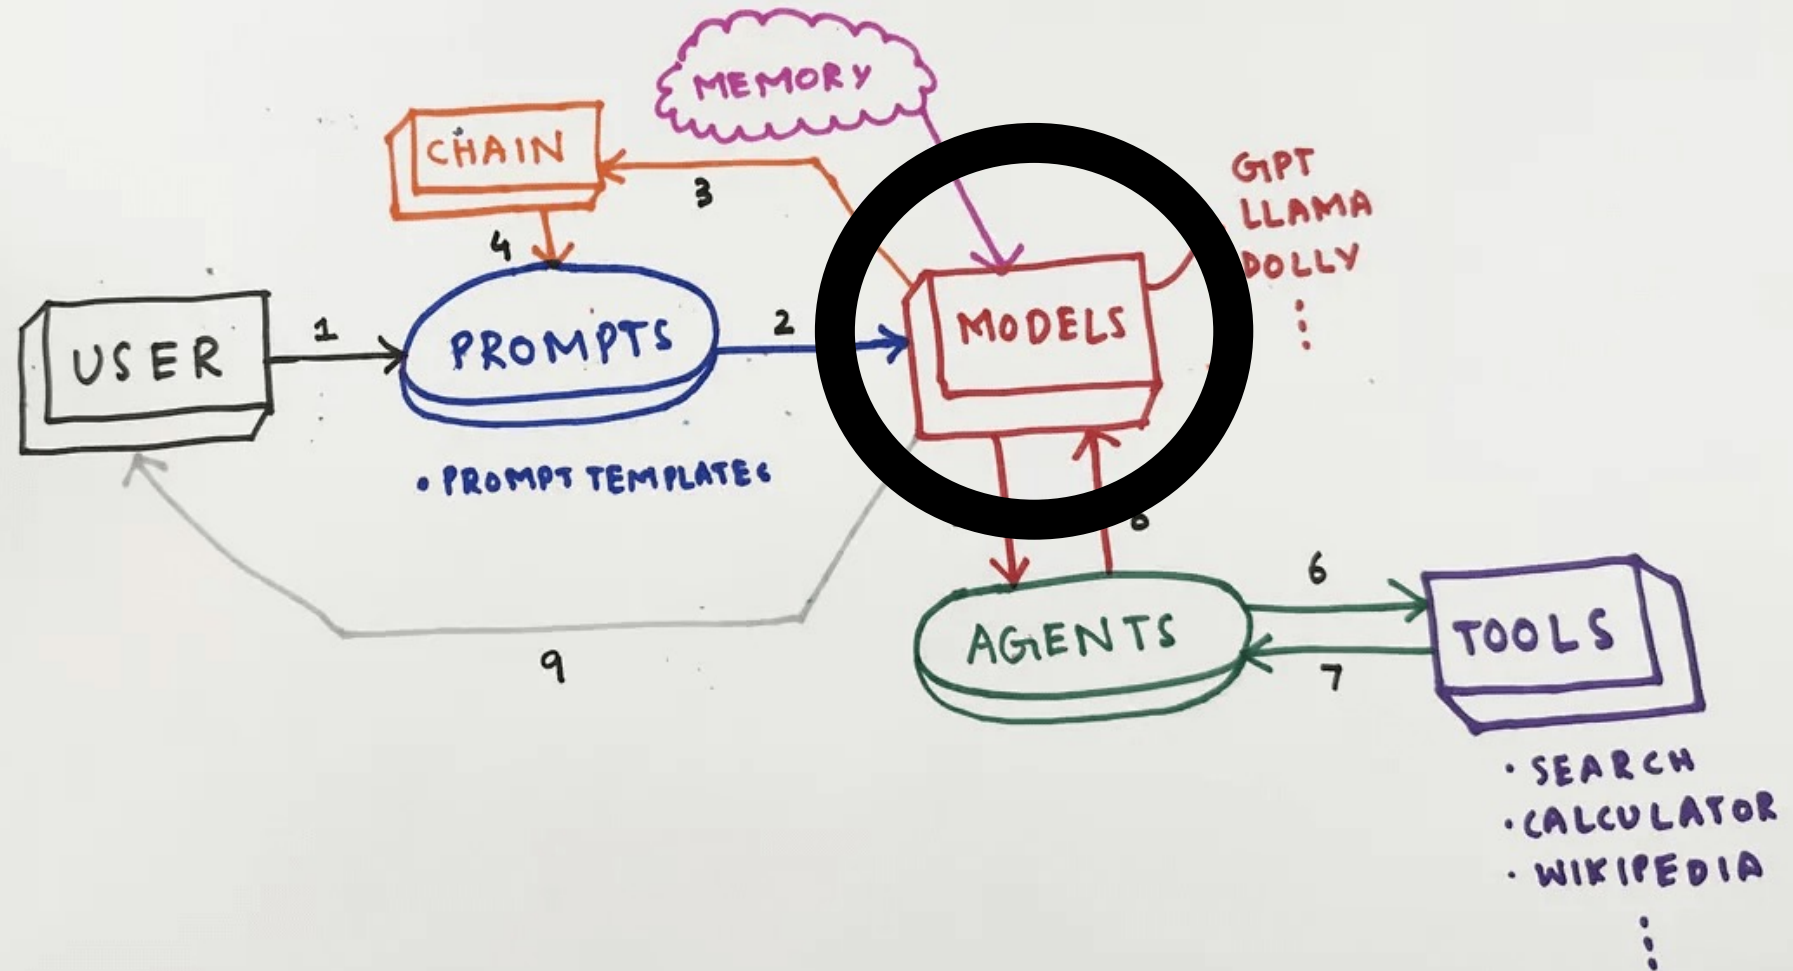 MEMORY
CHAIN
3
GPT
LLAMA
DOLLY
4
USER
1
PROMPTS
2
MODELS
• PROMPT TEMPLATES
6
AGENTS
TOOLS
7
9
• SEARCH
• CALCULATOR
• WIKIPEDIA